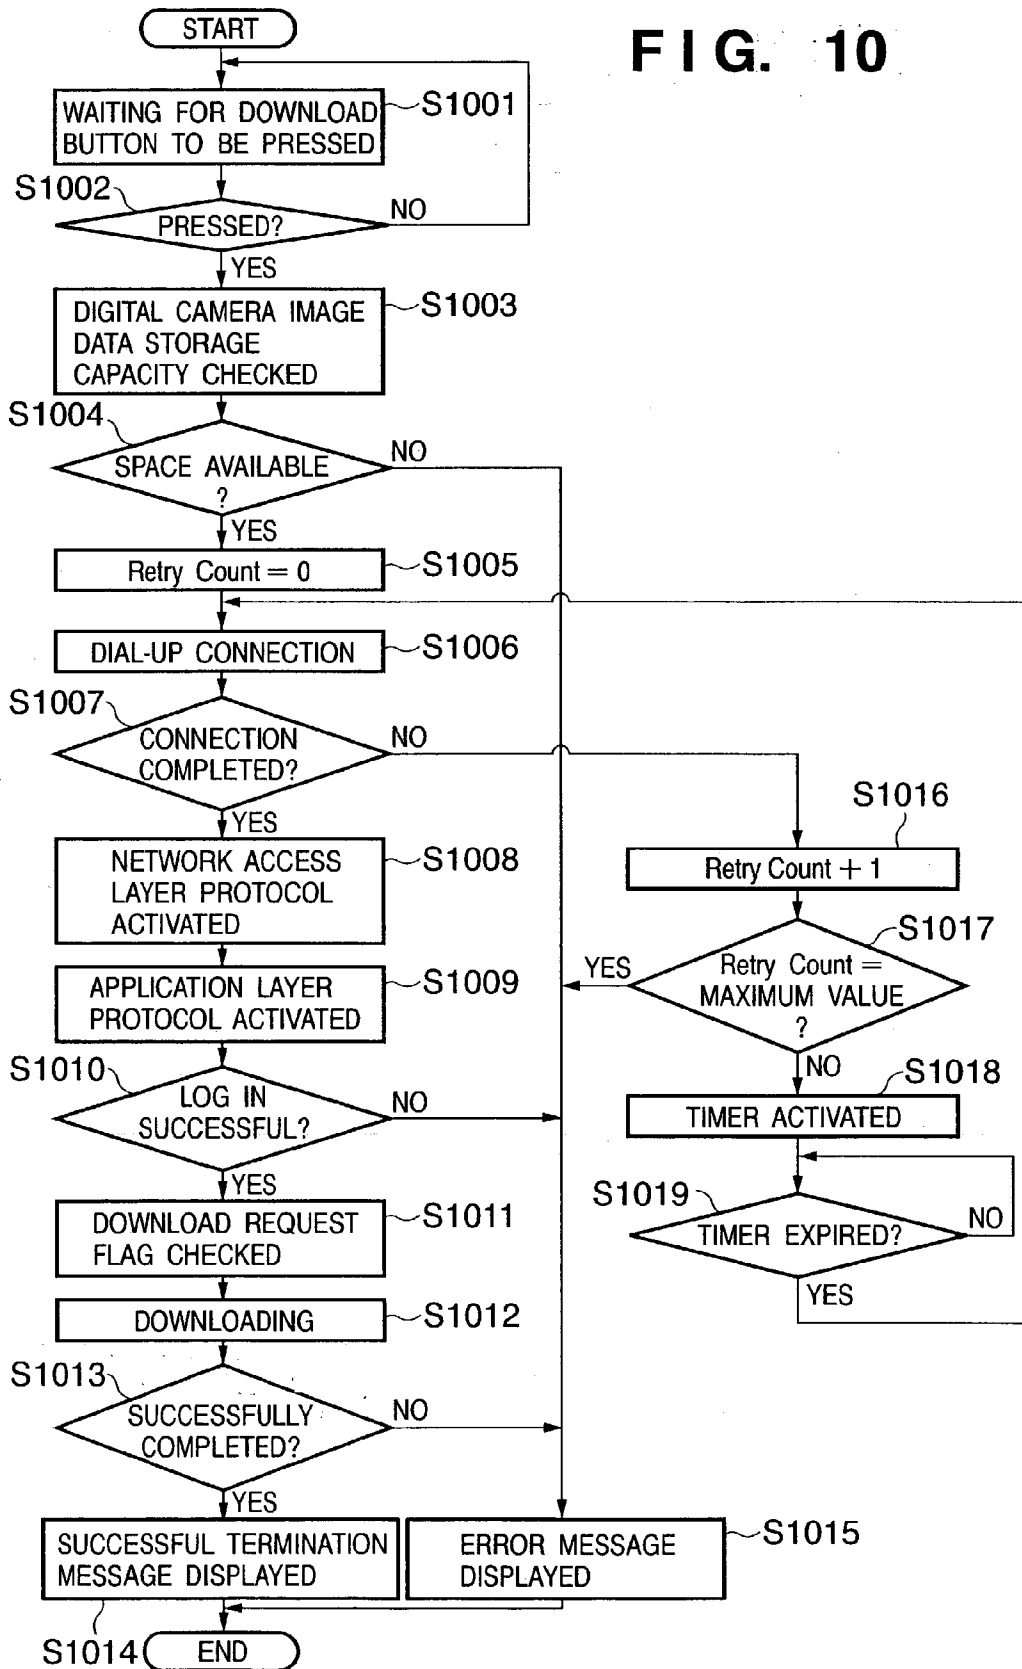 FIG. 10
START
WAITING FOR DOWNLOAD
BUTTON TO BE PRESSED
S1001
S1002
PRESSED?
NO
YES
DIGITAL CAMERA IMAGE
DATA STORAGE
CAPACITY CHECKED
S1003
S1004
SPACE AVAILABLE
?
NO
YES
Retry Count = 0
S1005
DIAL-UP CONNECTION
S1006
S1007
CONNECTION
COMPLETED?
NO
YES
NETWORK ACCESS
LAYER PROTOCOL
ACTIVATED
S1008
APPLICATION LAYER
PROTOCOL ACTIVATED
S1009
S1010
LOG IN
SUCCESSFUL?
NO
YES
DOWNLOAD REQUEST
FLAG CHECKED
S1011
DOWNLOADING
S1012
S1013
SUCCESSFULLY
COMPLETED?
NO
YES
SUCCESSFUL TERMINATION
MESSAGE DISPLAYED
S1014
ERROR MESSAGE
DISPLAYED
S1015
END
S1016
Retry Count + 1
S1017
Retry Count =
MAXIMUM VALUE
?
YES
NO
S1018
TIMER ACTIVATED
S1019
TIMER EXPIRED?
NO
YES